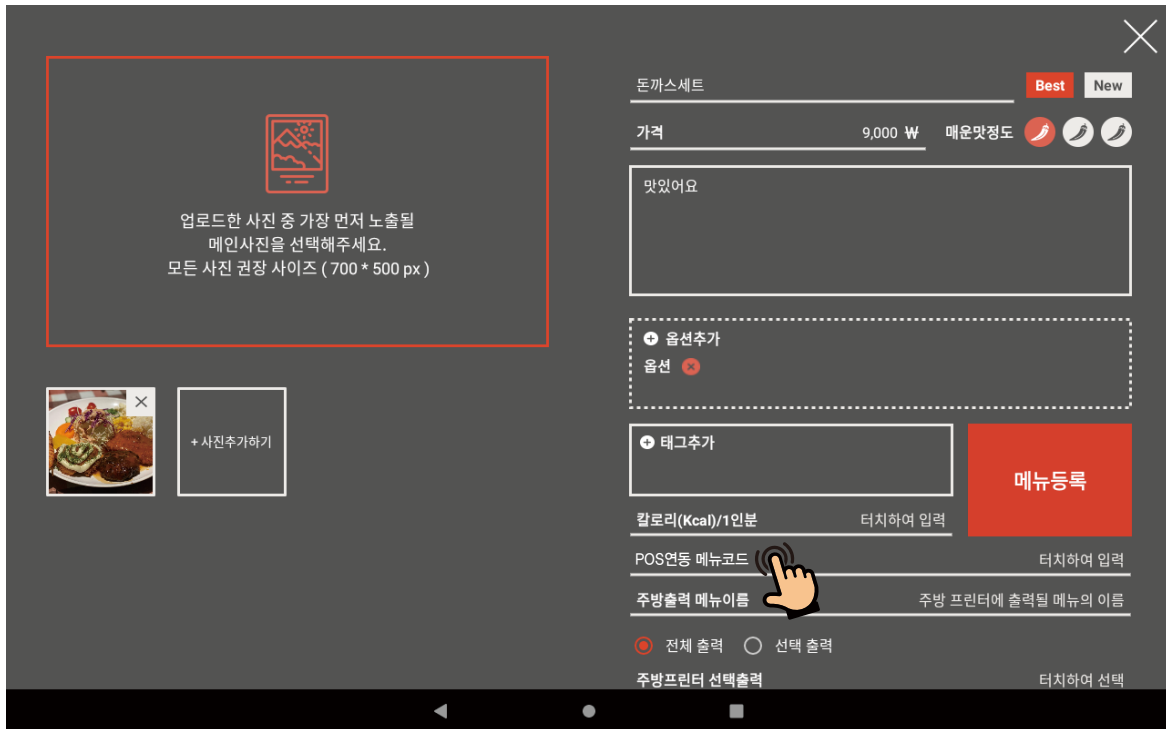 업로드한 사진 중 가장 먼저 노출될
메인사진을 선택해주세요.
모든 사진 권장 사이즈 ( 700 * 500 px )
+ 사진추가하기
돈까스세트
Best
New
가격
9,000 ₩
매운맛정도
맛있어요
옵션추가
옵션
태그추가
메뉴등록
칼로리(Kcal)/1인분
터치하여 입력
POS연동 메뉴코드
터치하여 입력
주방출력 메뉴이름
주방 프린터에 출력될 메뉴의 이름
전체 출력
선택 출력
주방프린터 선택출력
터치하여 선택